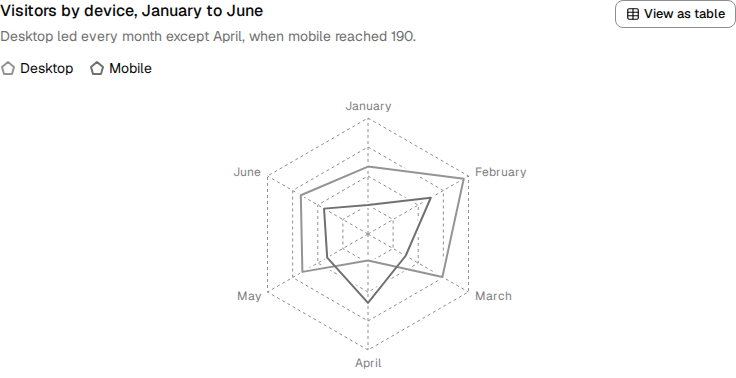 Visitors by device, January to June
View as table
Desktop led every month except April, when mobile reached 190.
Desktop
Mobile
January
June
February
May
March
April